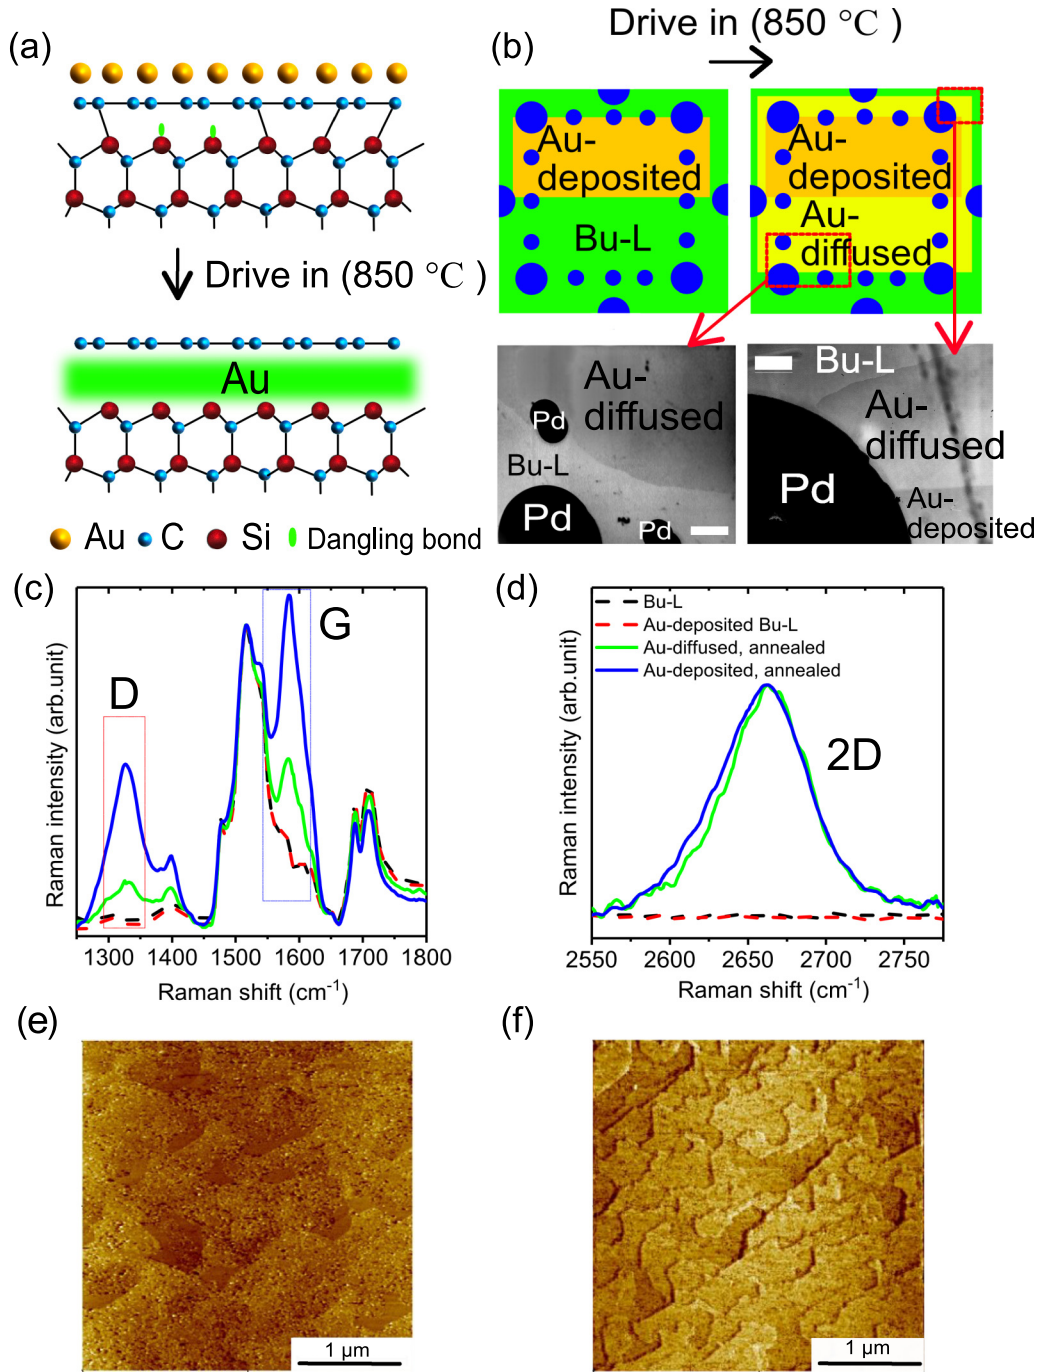 (a)
Drive in (850 °C)
Au
Au C Si Dangling bond
(b)
Drive in (850 °C)
Au-
deposited
Bu-L
Au-
deposited
Au-
diffused
Au-
diffused
Pd
Bu-L
Pd
Pd
Bu-L
Au-
diffused
Pd
Au-
deposited
(c)
D
G
Raman intensity (arb.unit)
1300 1400 1500 1600 1700 1800
Raman shift (cm⁻¹)
(d)
Bu-L
Au-deposited Bu-L
Au-diffused, annealed
Au-deposited, annealed
2D
Raman intensity (arb.unit)
2550 2600 2650 2700 2750
Raman shift (cm⁻¹)
(e)
1 µm
(f)
1 µm